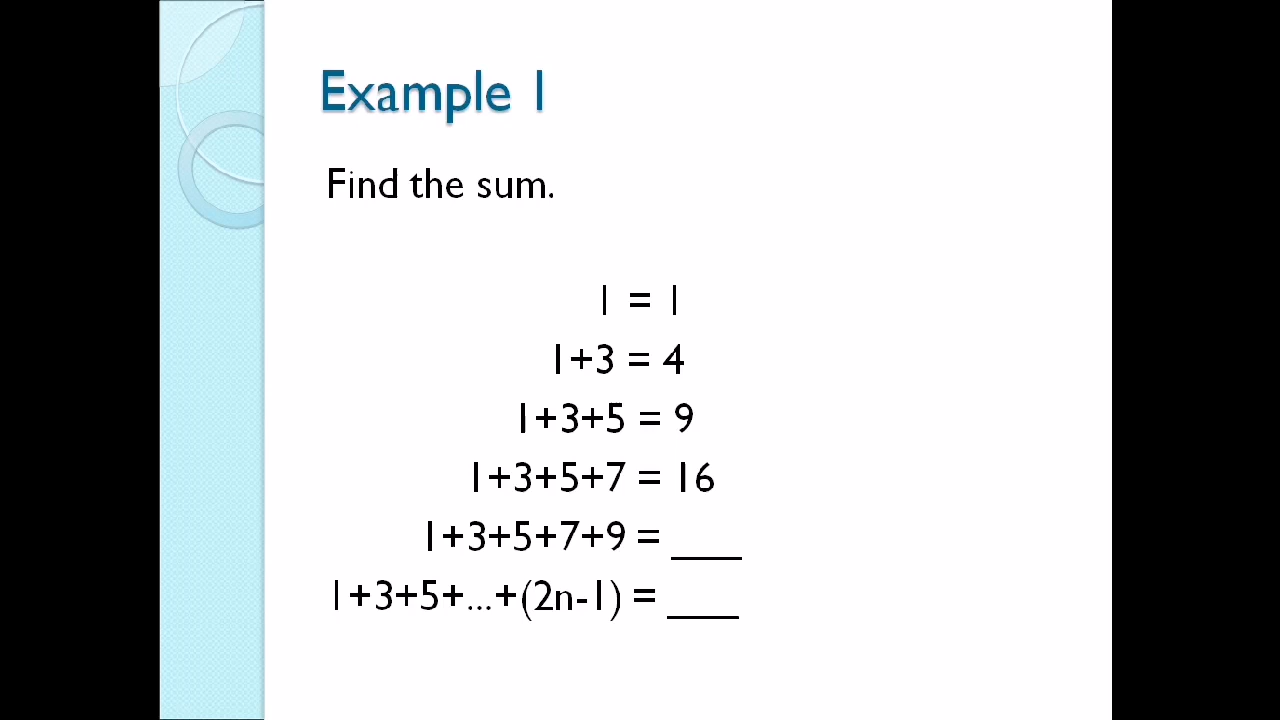 Example 1
Find the sum.
1 = 1
1+3 = 4
1+3+5 = 9
1+3+5+7 = 16
1+3+5+7+9 = ___
1+3+5+...+(2n-1) = ___